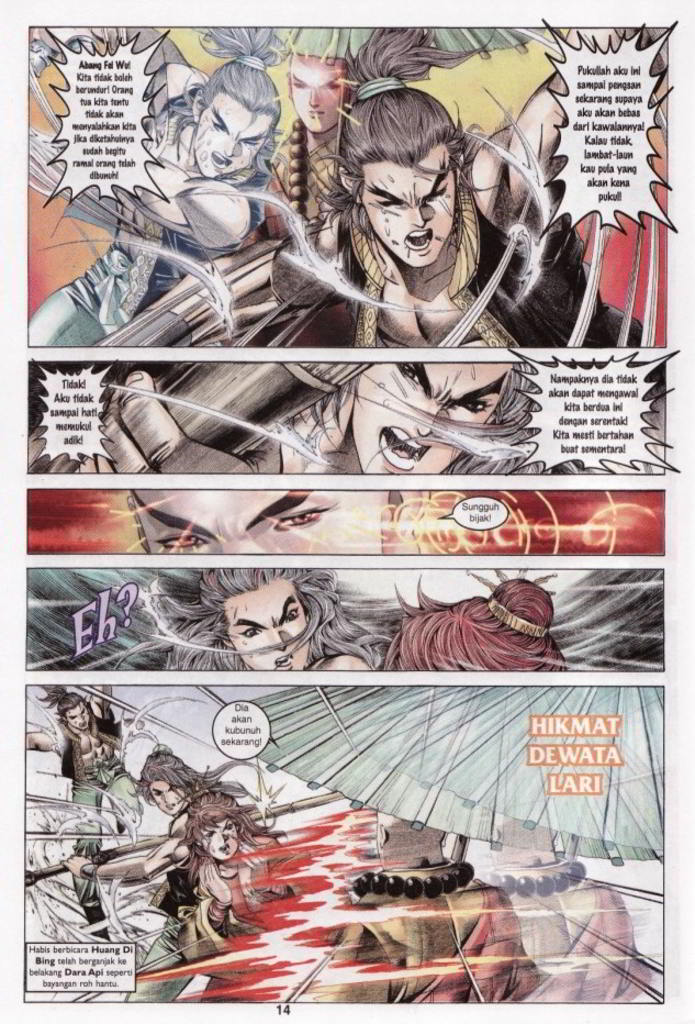 Abang Fei Wu!
Kita tidak boleh
berundur! Orang
tua kita tentu
tidak akan
menyalahkan kita
jika diketahuinya
sudah begitu
ramai orang telah
dibunuh!
Pukullah aku ini
sampai pengsan
sekarang supaya
aku akan bebas
dari kawalannya!
Kalau tidak,
lambat-laun
kau pula yang
akan kena
pukul!
Tidak!
Aku tidak
sampai hati
memukul
adik!
Nampaknya dia tidak
akan dapat mengawal
kita berdua ini
dengan serentak!
Kita mesti bertahan
buat sementara!
Sungguh
bijak!
Eh?
Dia
akan
kubunuh
sekarang!
HIKMAT
DEWATA
LARI
Habis berbicara Huang Di
Bing telah berganjak ke
belakang Dara Api seperti
bayangan roh hantu.
14